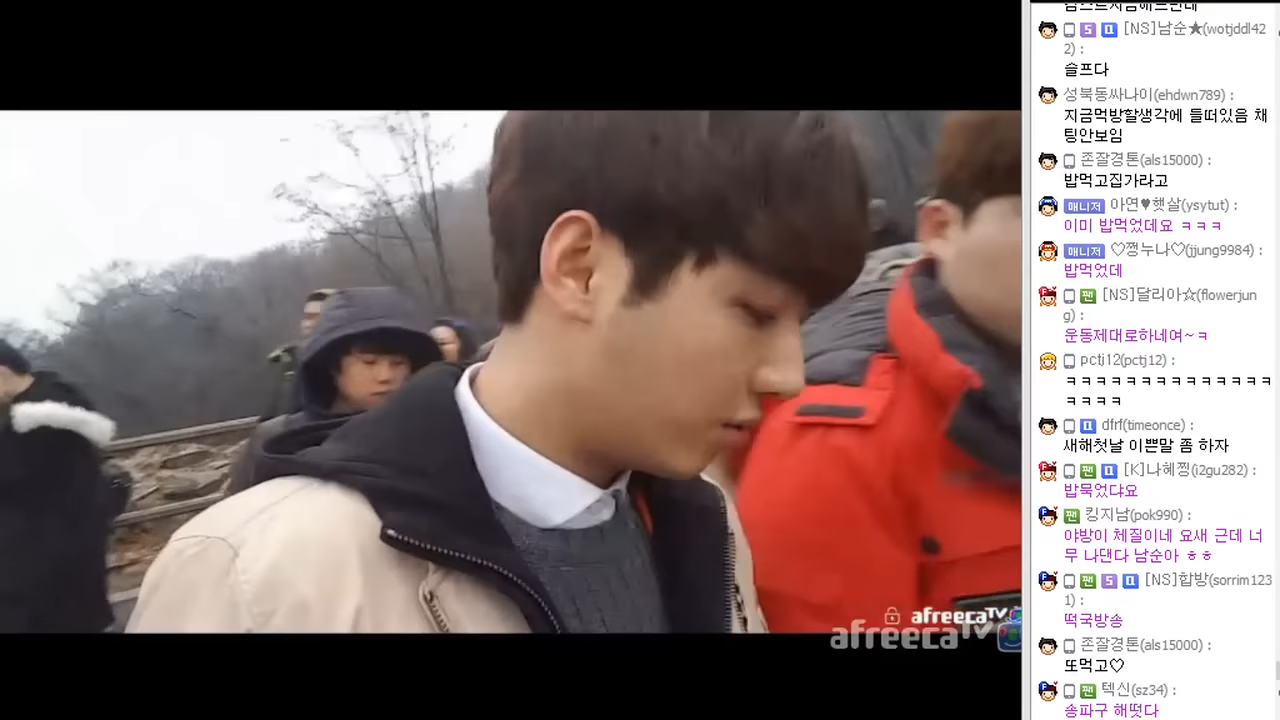 [NS]남순★(wotjddl42
2) :
슬프다
성북동싸나이(ehdwn789) :
지금먹방할생각에 들떠있음 채
팅안보임
존잘경톤(als15000) :
밥먹고집가라고
매니저 아연♥햇살(ysytut) :
이미 밥먹었데요 ㅋㅋㅋ
매니저 ♡쩡누나♡(jjung9984) :
밥먹었데
팬 [NS]달리아☆(flowerjun
g) :
운동제대로하네여~ㅋ
pctj12(pctj12) :
ㅋㅋㅋㅋㅋㅋㅋㅋㅋㅋㅋㅋㅋㅋ
ㅋㅋㅋㅋ
dfrf(timeonce) :
새해첫날 이쁜말 좀 하자
팬 [K]나혜찡(i2gu282) :
밥묵었냐요
팬 킹지남(pok990) :
야방이 체질이네 요새 근데 너
무 나댄다 남순아 ㅎㅎ
팬 S [NS]합방(sorrim123
1) :
떡국방송
존잘경톤(als15000) :
또먹고♡
팬 텍신(sz34) :
송파구 해떳다
afreecaTV
afreecaTV